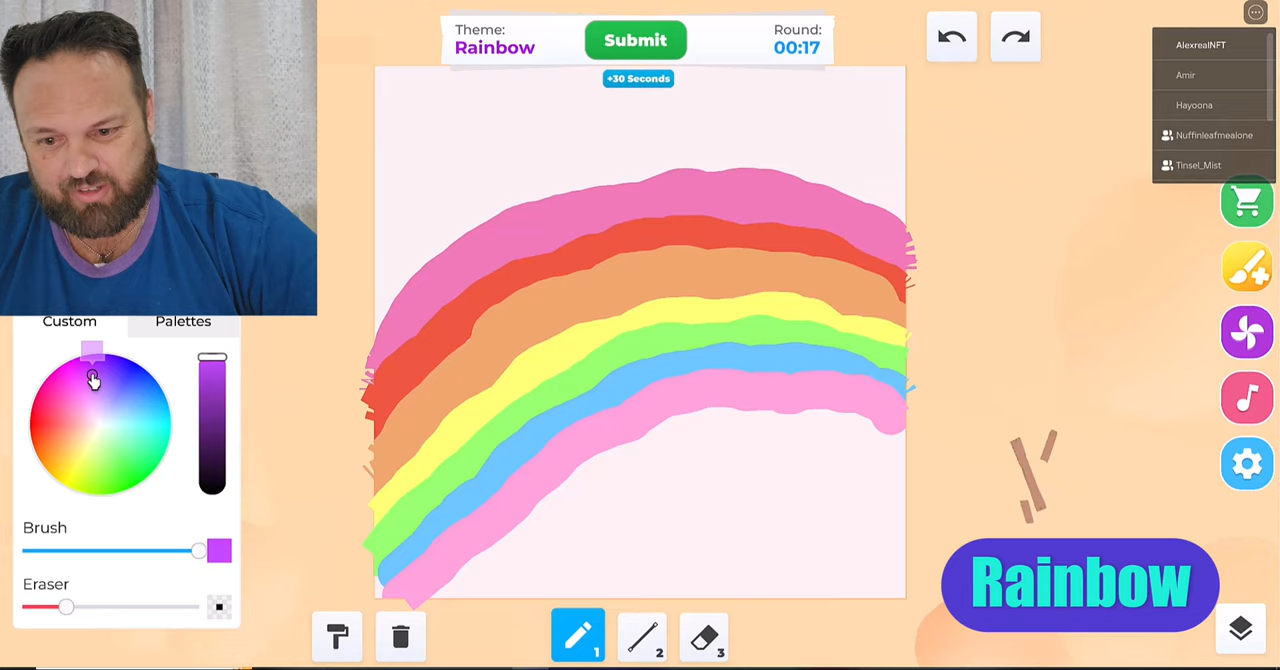 Theme:
Rainbow
Submit
Round:
00:17
+30 Seconds
AlexrealNFT
Amir
Hayoona
Nuffinleafmealone
Tinsel_Mist
Custom
Palettes
Brush
Eraser
1
2
3
Rainbow